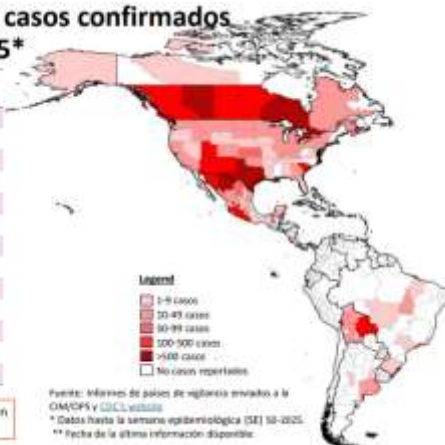 casos confirmados
5*
Legend
1-9 casos
10-49 casos
50-99 casos
100-500 casos
>500 casos
No casos reportados
Fuente: Informes de países de vigilancia enviados a la
CIM/OPS y CDC's website
* Datos hasta la semana epidemiológica (SE) 50-2025.
** Fecha de la última información disponible.
n